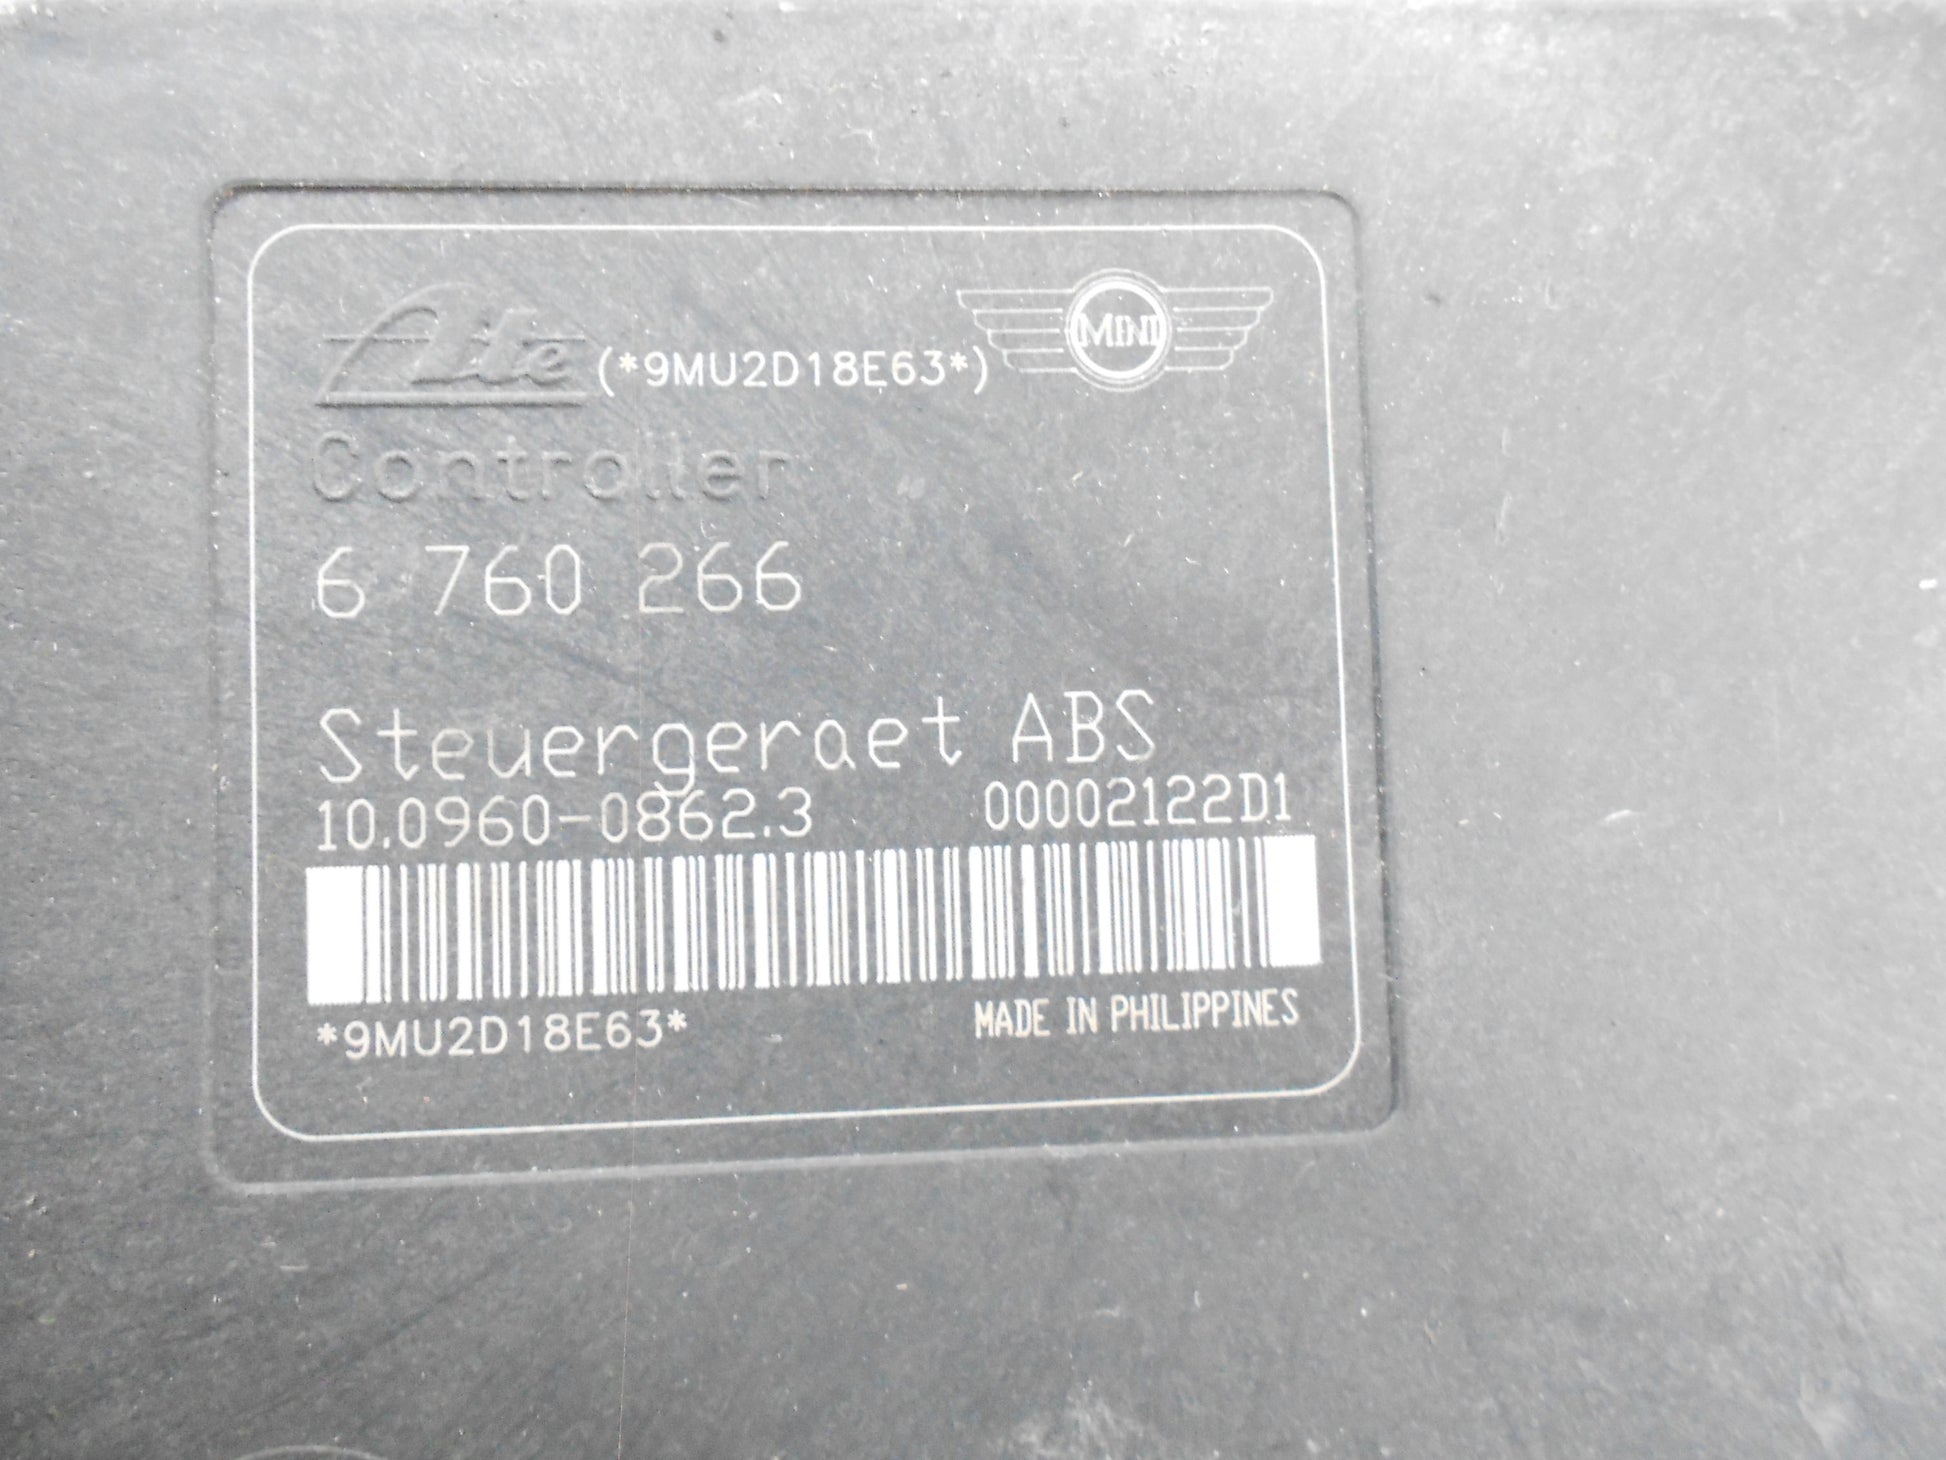 Ate (*9MU2D18E63*) MINI
Controller
6 760 266
Steuergeraet ABS
10.0960-0862.3 00002122D1
*9MU2D18E63* MADE IN PHILIPPINES